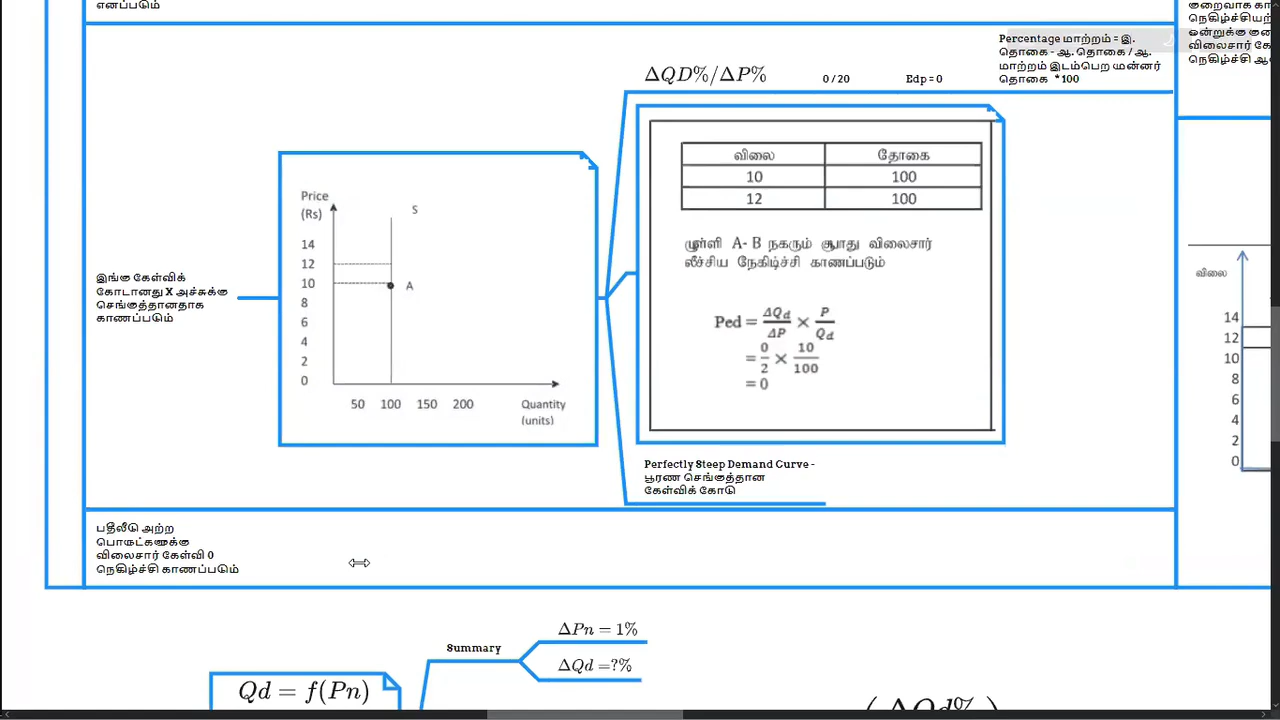 எனப்படும்
ΔQD%/ΔP%
0 / 20
Edp = 0
Percentage மாற்றம் = இ.
தொகை - ஆ. தொகை / ஆ.
மாற்றம் இடம்பெற முன்னர்
தொகை *100
இங்கு கேள்விக்
கோடானது X அச்சுக்கு
செங்குத்தானதாக
காணப்படும்
Price
(Rs)
S
14
12
10
A
8
6
4
2
0
50 100 150 200
Quantity
(units)
விலை தொகை
10 100
12 100
A- B நகரும் விலைசார்
காணப்படும்
Ped = ΔQd/ΔP × P/Qd
= 0/2 × 10/100
= 0
Perfectly Steep Demand Curve -
பூரண செங்குத்தான
கேள்விக் கோடு
பதிலீடு அற்ற
பொருட்களுக்கு
விலைசார் கேள்வி 0
நெகிழ்ச்சி காணப்படும்
குறைவாக கா
நெகிழ்ச்சியற்
ஒன்றுக்கு குறை
விலைசார் கே
நெகிழ்ச்சி ஆ
விலை
14
12
10
8
6
4
2
0
Summary
ΔPn = 1%
ΔQd =?%
Qd = f(Pn)
ΔQd%